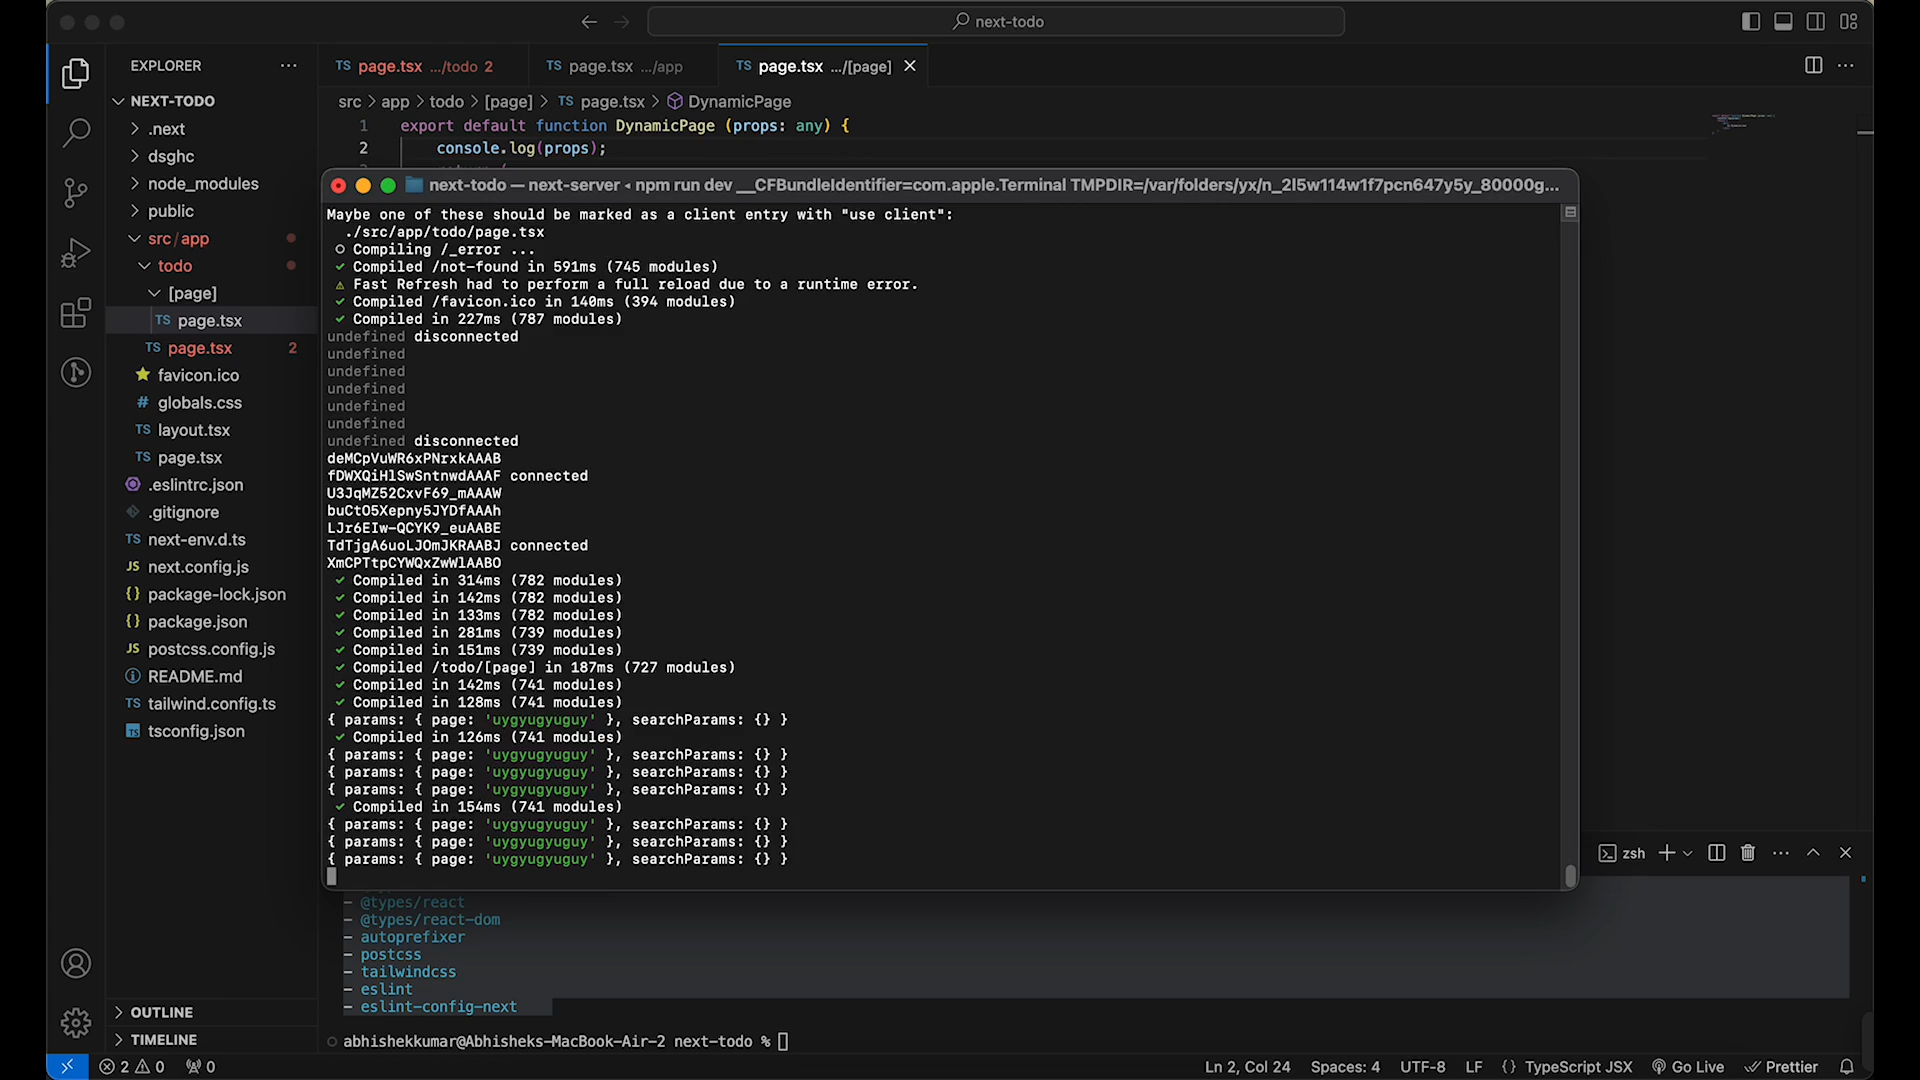 next-todo
EXPLORER
NEXT-TODO
.next
dsghc
node_modules
public
src/app
todo
[page]
TS page.tsx
TS page.tsx 2
favicon.ico
# globals.css
TS layout.tsx
TS page.tsx
.eslintrc.json
.gitignore
TS next-env.d.ts
JS next.config.js
{} package-lock.json
{} package.json
JS postcss.config.js
README.md
TS tailwind.config.ts
tsconfig.json
OUTLINE
TIMELINE
TS page.tsx .../todo 2
TS page.tsx .../app
TS page.tsx .../[page]
src > app > todo > [page] > TS page.tsx > DynamicPage
1 export default function DynamicPage (props: any) {
2 console.log(props);
next-todo — next-server ◂ npm run dev __CFBundleIdentifier=com.apple.Terminal TMPDIR=/var/folders/yx/n_2l5w114w1f7pcn647y5y_80000g...
Maybe one of these should be marked as a client entry with "use client":
./src/app/todo/page.tsx
○ Compiling /_error ...
✓ Compiled /not-found in 591ms (745 modules)
⚠ Fast Refresh had to perform a full reload due to a runtime error.
✓ Compiled /favicon.ico in 140ms (394 modules)
✓ Compiled in 227ms (787 modules)
undefined disconnected
undefined
undefined
undefined
undefined
undefined
undefined disconnected
deMCpVuWR6xPNrxkAAAB
fDWXQiHlSwSntnwdAAAF connected
U3JqMZ52CxvF69_mAAAW
buCtO5Xepny5JYDfAAAh
LJr6EIw-QCYK9_euAABE
TdTjgA6uoLJOmJKRAABJ connected
XmCPTtpCYWQxZwWlAABO
✓ Compiled in 314ms (782 modules)
✓ Compiled in 142ms (782 modules)
✓ Compiled in 133ms (782 modules)
✓ Compiled in 281ms (739 modules)
✓ Compiled in 151ms (739 modules)
✓ Compiled /todo/[page] in 187ms (727 modules)
✓ Compiled in 142ms (741 modules)
✓ Compiled in 128ms (741 modules)
{ params: { page: 'uygyugyuguy' }, searchParams: {} }
✓ Compiled in 126ms (741 modules)
{ params: { page: 'uygyugyuguy' }, searchParams: {} }
{ params: { page: 'uygyugyuguy' }, searchParams: {} }
{ params: { page: 'uygyugyuguy' }, searchParams: {} }
✓ Compiled in 154ms (741 modules)
{ params: { page: 'uygyugyuguy' }, searchParams: {} }
{ params: { page: 'uygyugyuguy' }, searchParams: {} }
{ params: { page: 'uygyugyuguy' }, searchParams: {} }
zsh
- @types/react
- @types/react-dom
- autoprefixer
- postcss
- tailwindcss
- eslint
- eslint-config-next
abhishekkumar@Abhisheks-MacBook-Air-2 next-todo %
2 0 0
Ln 2, Col 24 Spaces: 4 UTF-8 LF {} TypeScript JSX Go Live Prettier